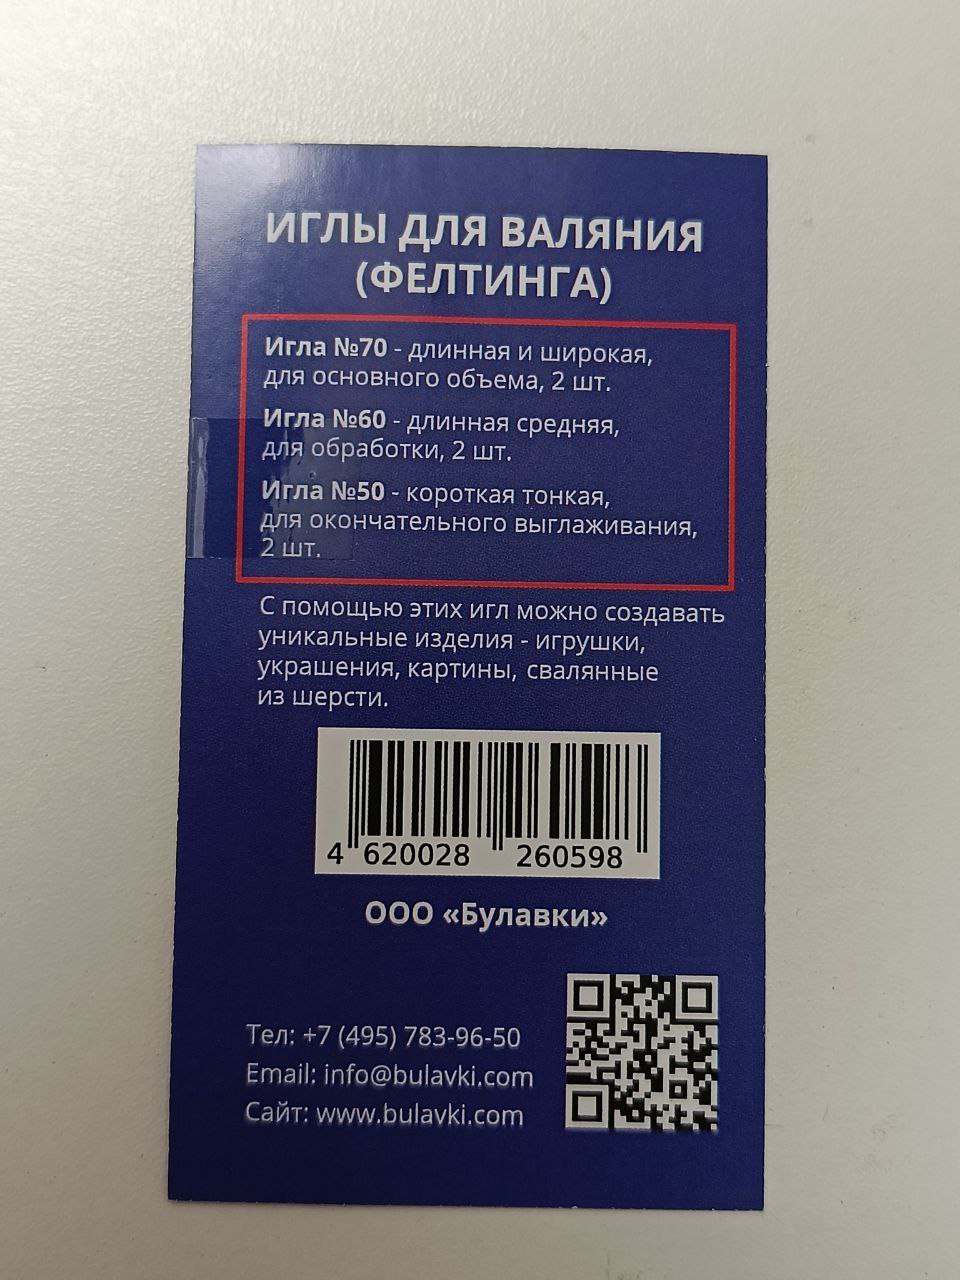 ИГЛЫ ДЛЯ ВАЛЯНИЯ
(ФЕЛТИНГА)
Игла №70 - длинная и широкая,
для основного объема, 2 шт.
Игла №60 - длинная средняя,
для обработки, 2 шт.
Игла №50 - короткая тонкая,
для окончательного выглаживания,
2 шт.
С помощью этих игл можно создавать
уникальные изделия - игрушки,
украшения, картины, свалянные
из шерсти.
4 620028 260598
ООО «Булавки»
Тел: +7 (495) 783-96-50
Email: info@bulavki.com
Сайт: www.bulavki.com